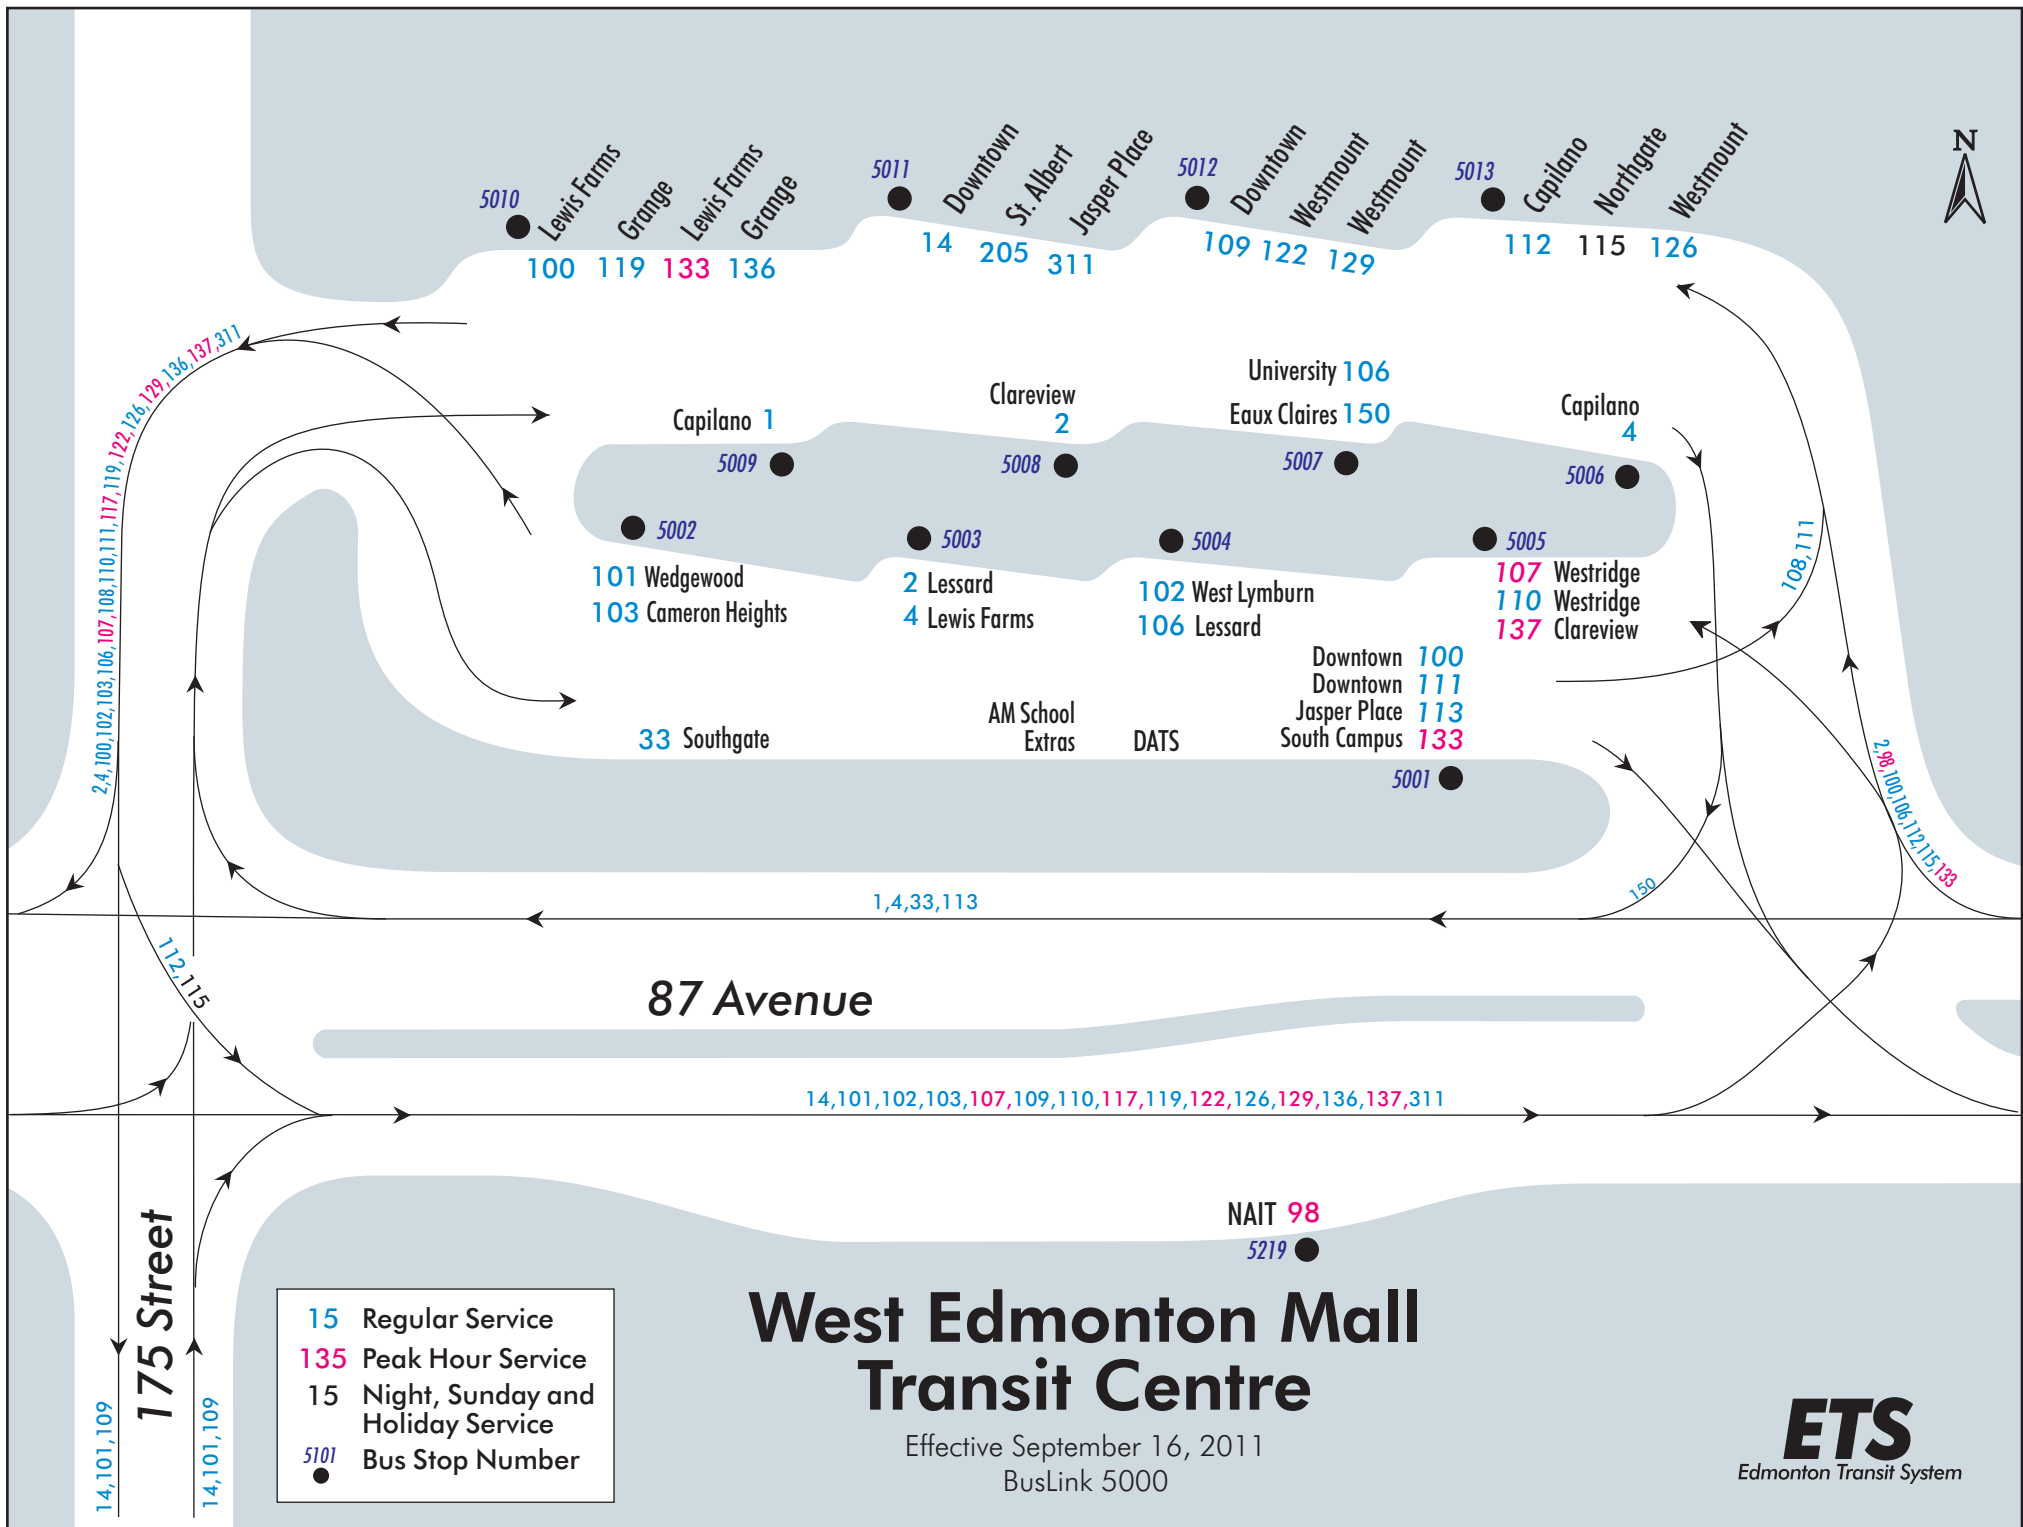 N
5010
Lewis Farms
Grange
Lewis Farms
Grange
100 119 133 136
5011
Downtown
St. Albert
Jasper Place
14 205 311
5012
Downtown
Westmount
Westmount
109 122 129
5013
Capilano
Northgate
Westmount
112 115 126
2,4,100,102,103,106,107,108,110,111,117,119,122,126,129,136,137,311
Capilano 1
5009
Clareview
2
5008
University 106
Eaux Claires 150
5007
Capilano
4
5006
5002
101 Wedgewood
103 Cameron Heights
5003
2 Lessard
4 Lewis Farms
5004
102 West Lymburn
106 Lessard
5005
107 Westridge
110 Westridge
137 Clareview
108,111
33 Southgate
AM School
Extras
DATS
Downtown 100
Downtown 111
Jasper Place 113
South Campus 133
5001
2,98,100,106,112,115,133
150
1,4,33,113
112,115
87 Avenue
14,101,102,103,107,109,110,117,119,122,126,129,136,137,311
NAIT 98
5219
175 Street
14,101,109
14,101,109
15 Regular Service
135 Peak Hour Service
15 Night, Sunday and
Holiday Service
5101 Bus Stop Number
West Edmonton Mall
Transit Centre
Effective September 16, 2011
BusLink 5000
ETS
Edmonton Transit System